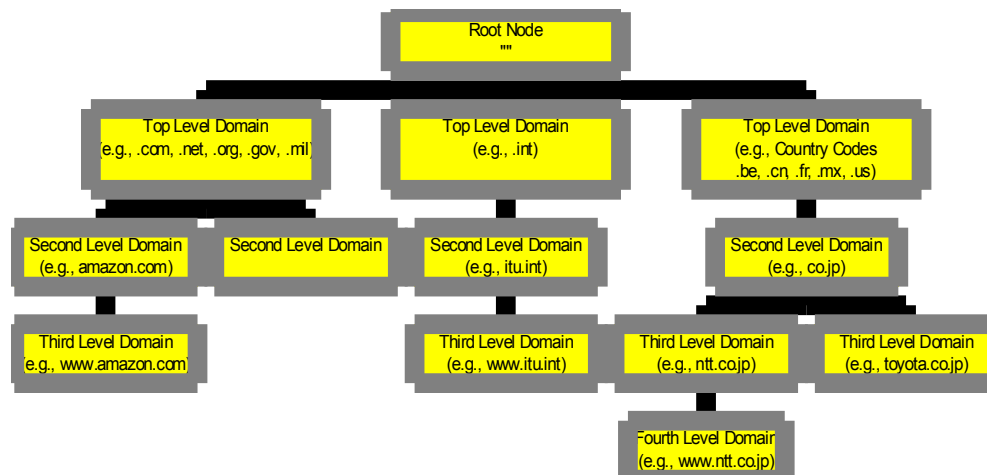 Root Node
""
Top Level Domain
(e.g., .com, .net, .org, .gov, .mil)
Top Level Domain
(e.g., .int)
Top Level Domain
(e.g., Country Codes
.be, .cn, .fr, .mx, .us)
Second Level Domain
(e.g., amazon.com)
Second Level Domain
Second Level Domain
(e.g., itu.int)
Second Level Domain
(e.g., co.jp)
Third Level Domain
(e.g., www.amazon.com)
Third Level Domain
(e.g., www.itu.int)
Third Level Domain
(e.g., ntt.co.jp)
Third Level Domain
(e.g., toyota.co.jp)
Fourth Level Domain
(e.g., www.ntt.co.jp)